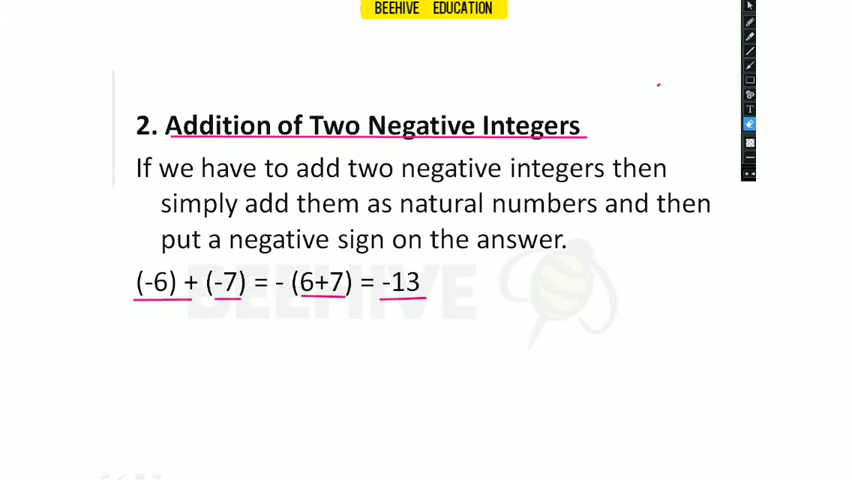 BEEHIVE EDUCATION
2. Addition of Two Negative Integers
If we have to add two negative integers then
simply add them as natural numbers and then
put a negative sign on the answer.
(-6) + (-7) = - (6+7) = -13
BEEHIVE
T